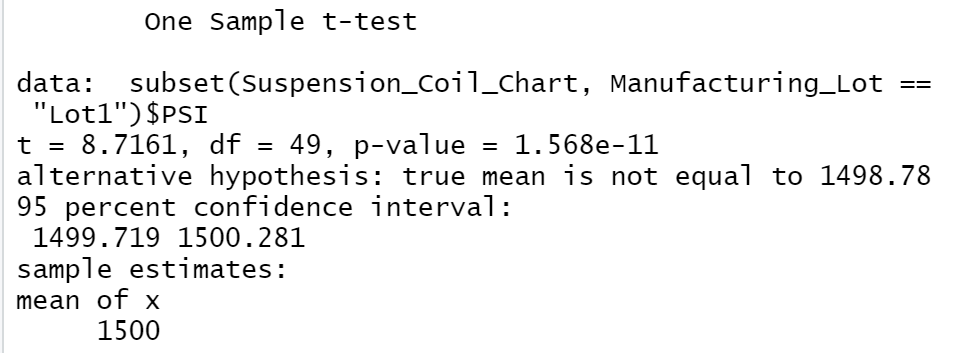 One Sample t-test
data:  subset(Suspension_Coil_Chart, Manufacturing_Lot ==
"Lot1")$PSI
t = 8.7161, df = 49, p-value = 1.568e-11
alternative hypothesis: true mean is not equal to 1498.78
95 percent confidence interval:
1499.719 1500.281
sample estimates:
mean of x
1500